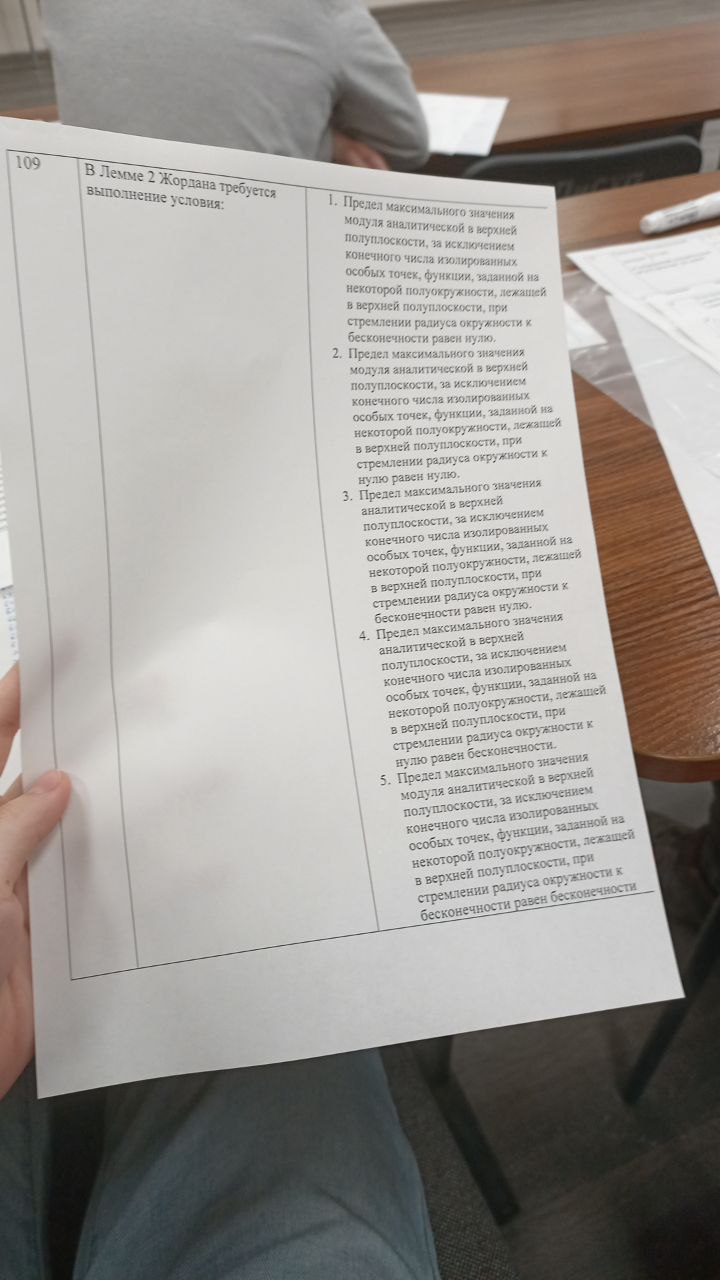 109
В Лемме 2 Жордана требуется
выполнение условия:
1. Предел максимального значения
модуля аналитической в верхней
полуплоскости, за исключением
конечного числа изолированных
особых точек, функции, заданной на
некоторой полуокружности, лежащей
в верхней полуплоскости, при
стремлении радиуса окружности к
бесконечности равен нулю.
2. Предел максимального значения
модуля аналитической в верхней
полуплоскости, за исключением
конечного числа изолированных
особых точек, функции, заданной на
некоторой полуокружности, лежащей
в верхней полуплоскости, при
стремлении радиуса окружности к
нулю равен нулю.
3. Предел максимального значения
аналитической в верхней
полуплоскости, за исключением
конечного числа изолированных
особых точек, функции, заданной на
некоторой полуокружности, лежащей
в верхней полуплоскости, при
стремлении радиуса окружности к
бесконечности равен нулю.
4. Предел максимального значения
аналитической в верхней
полуплоскости, за исключением
конечного числа изолированных
особых точек, функции, заданной на
некоторой полуокружности, лежащей
в верхней полуплоскости, при
стремлении радиуса окружности к
нулю равен бесконечности.
5. Предел максимального значения
модуля аналитической в верхней
полуплоскости, за исключением
конечного числа изолированных
особых точек, функции, заданной на
некоторой полуокружности, лежащей
в верхней полуплоскости, при
стремлении радиуса окружности к
бесконечности равен бесконечности